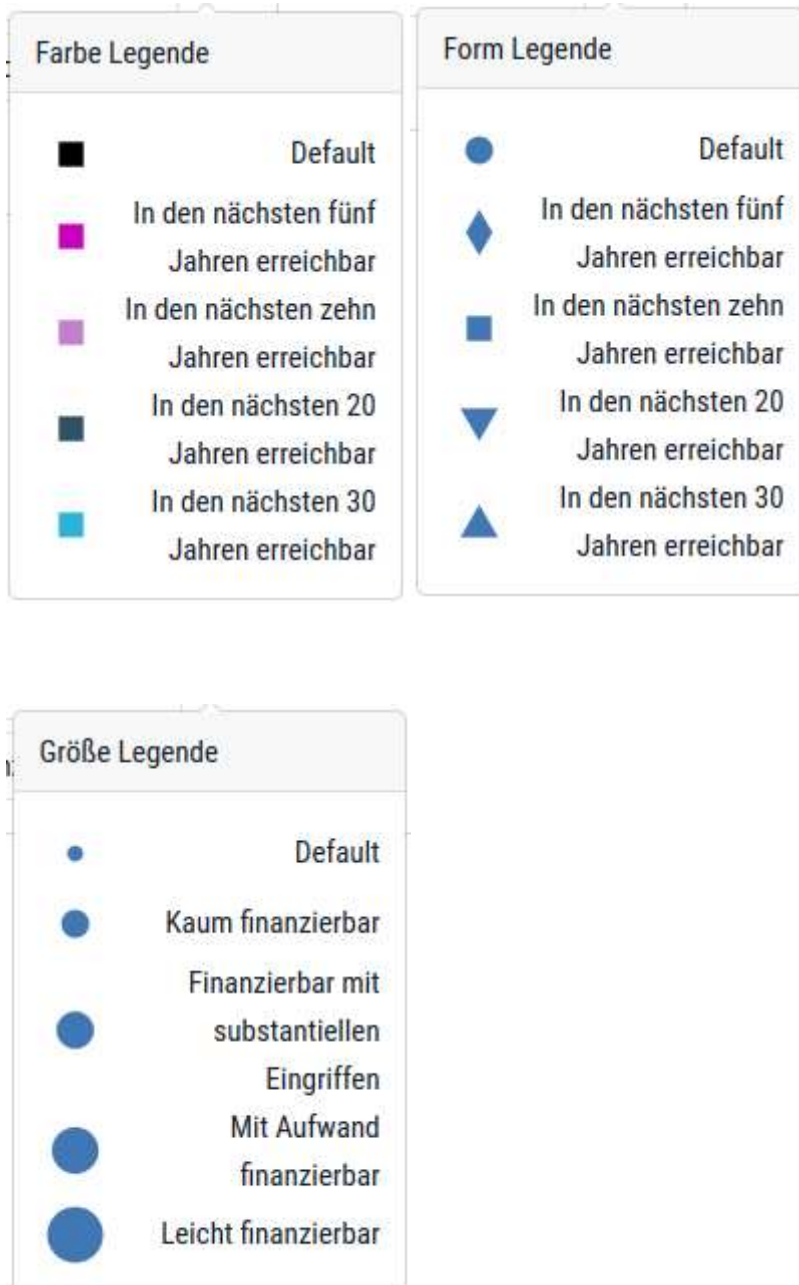 Farbe Legende
Default
In den nächsten fünf
Jahren erreichbar
In den nächsten zehn
Jahren erreichbar
In den nächsten 20
Jahren erreichbar
In den nächsten 30
Jahren erreichbar
Form Legende
Default
In den nächsten fünf
Jahren erreichbar
In den nächsten zehn
Jahren erreichbar
In den nächsten 20
Jahren erreichbar
In den nächsten 30
Jahren erreichbar
Größe Legende
Default
Kaum finanzierbar
Finanzierbar mit
substantiellen
Eingriffen
Mit Aufwand
finanzierbar
Leicht finanzierbar